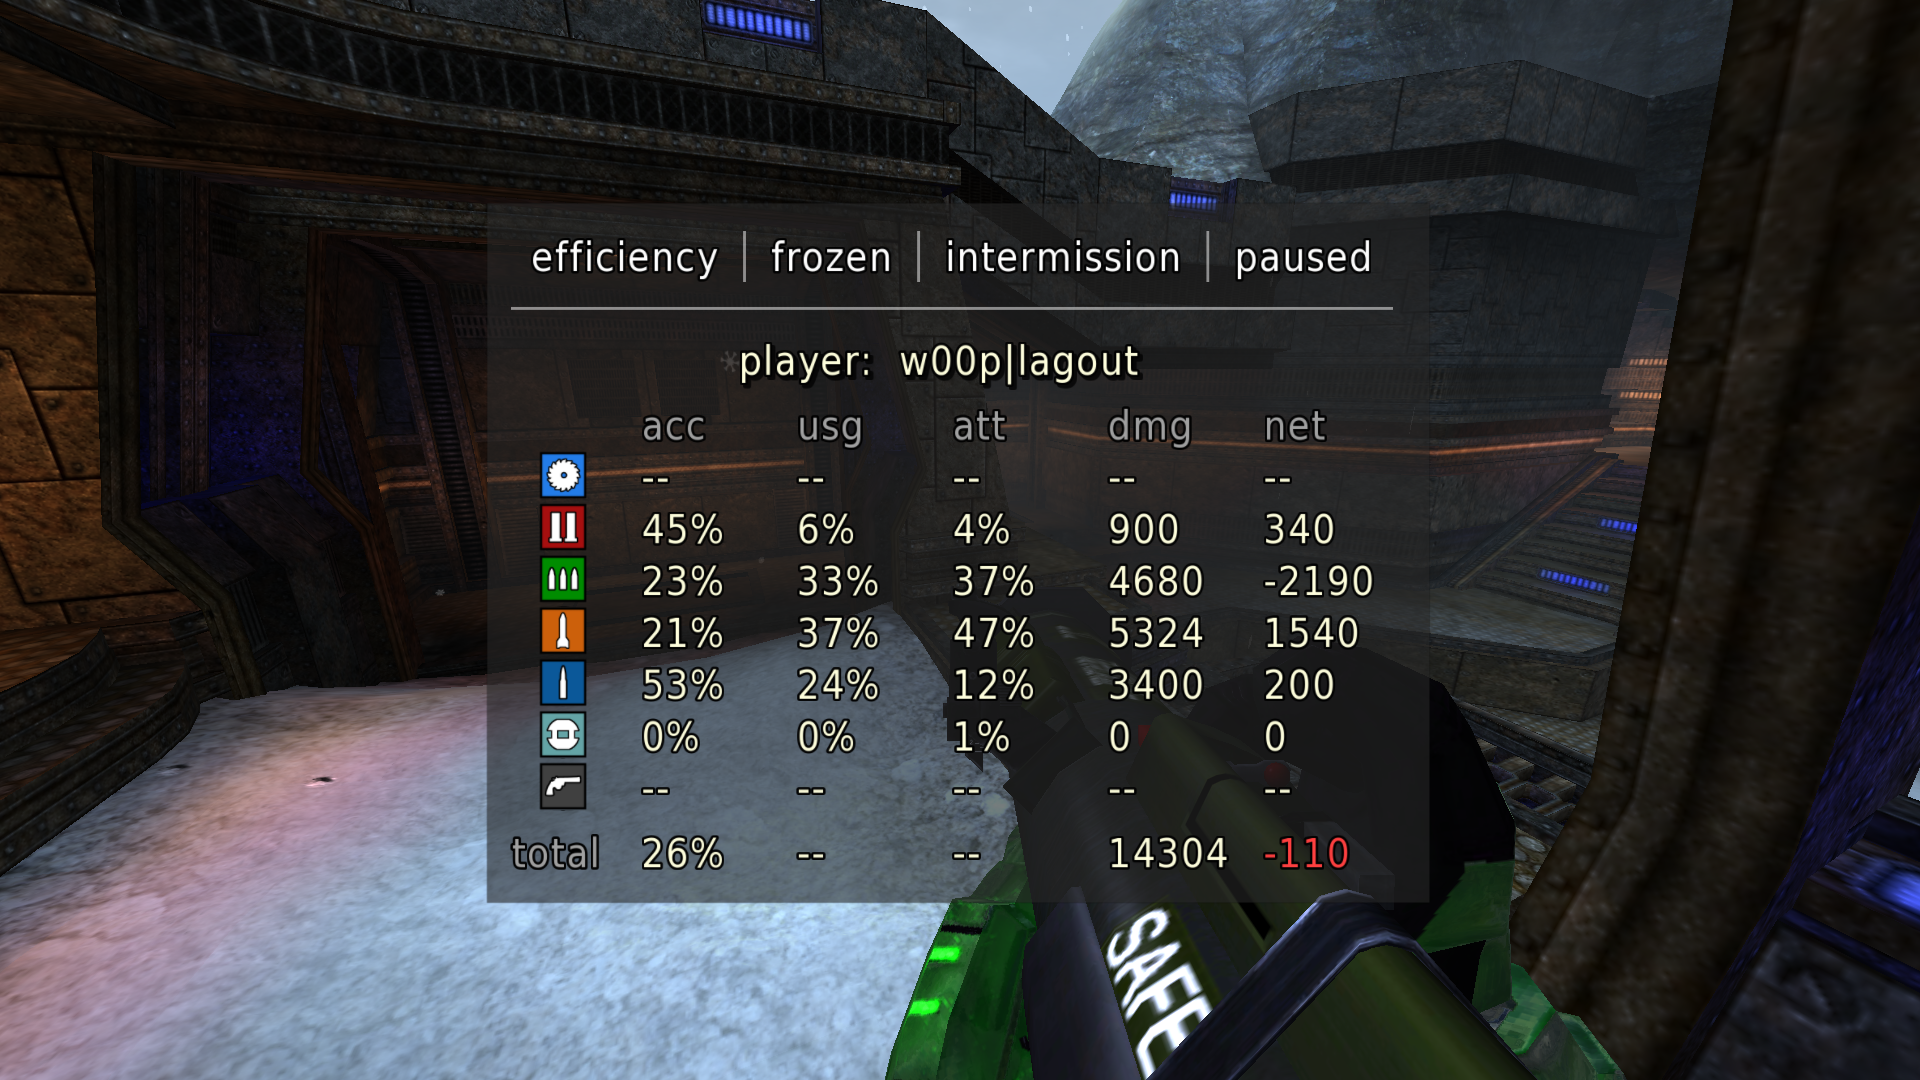 efficiency | frozen | intermission | paused
player: w00p|lagout
acc usg att dmg net
-- -- -- -- --
45% 6% 4% 900 340
23% 33% 37% 4680 -2190
21% 37% 47% 5324 1540
53% 24% 12% 3400 200
0% 0% 1% 0 0
-- -- -- -- --
total 26% -- -- 14304 -110
SAFE